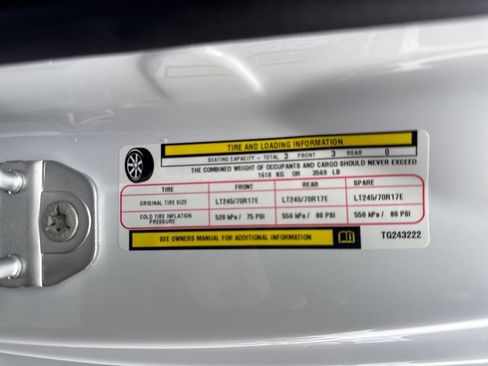 TIRE AND LOADING INFORMATION
SEATING CAPACITY - TOTAL 3 FRONT 3 REAR 0
THE COMBINED WEIGHT OF OCCUPANTS AND CARGO SHOULD NEVER EXCEED
1619 KG OR 3569 LB
TIRE FRONT REAR SPARE
ORIGINAL TIRE SIZE LT245/70R17E LT245/70R17E LT245/70R17E
COLD TIRE INFLATION PRESSURE 520 kPa / 75 PSI 550 kPa / 80 PSI 550 kPa / 80 PSI
SEE OWNERS MANUAL FOR ADDITIONAL INFORMATION
TG243222